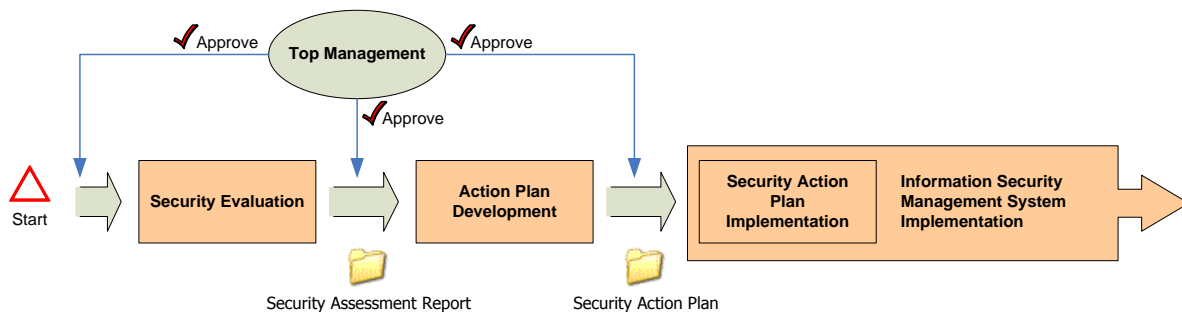 Approve
Top Management
Approve
Approve
Start
Security Evaluation
Action Plan
Development
Security Action
Plan
Implementation
Information Security
Management System
Implementation
Security Assessment Report
Security Action Plan